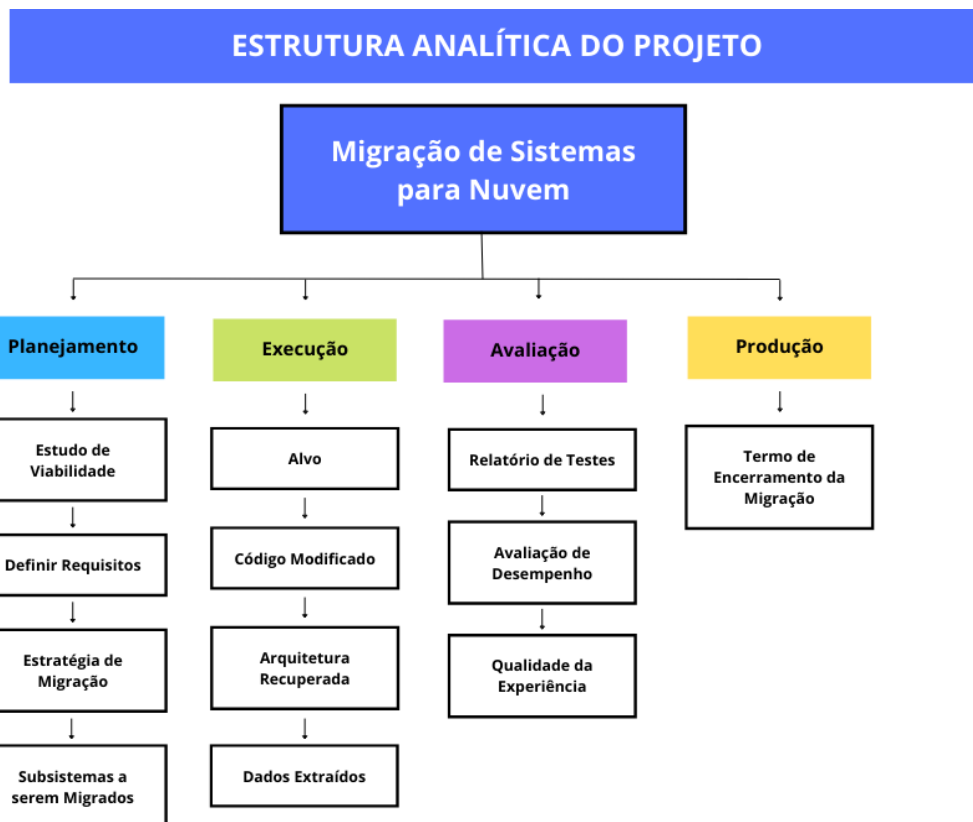 ESTRUTURA ANALÍTICA DO PROJETO
Migração de Sistemas
para Nuvem
Planejamento
Estudo de
Viabilidade
Definir Requisitos
Estratégia de
Migração
Subsistemas a
serem Migrados
Execução
Alvo
Código Modificado
Arquitetura
Recuperada
Dados Extraídos
Avaliação
Relatório de Testes
Avaliação de
Desempenho
Qualidade da
Experiência
Produção
Termo de
Encerramento da
Migração